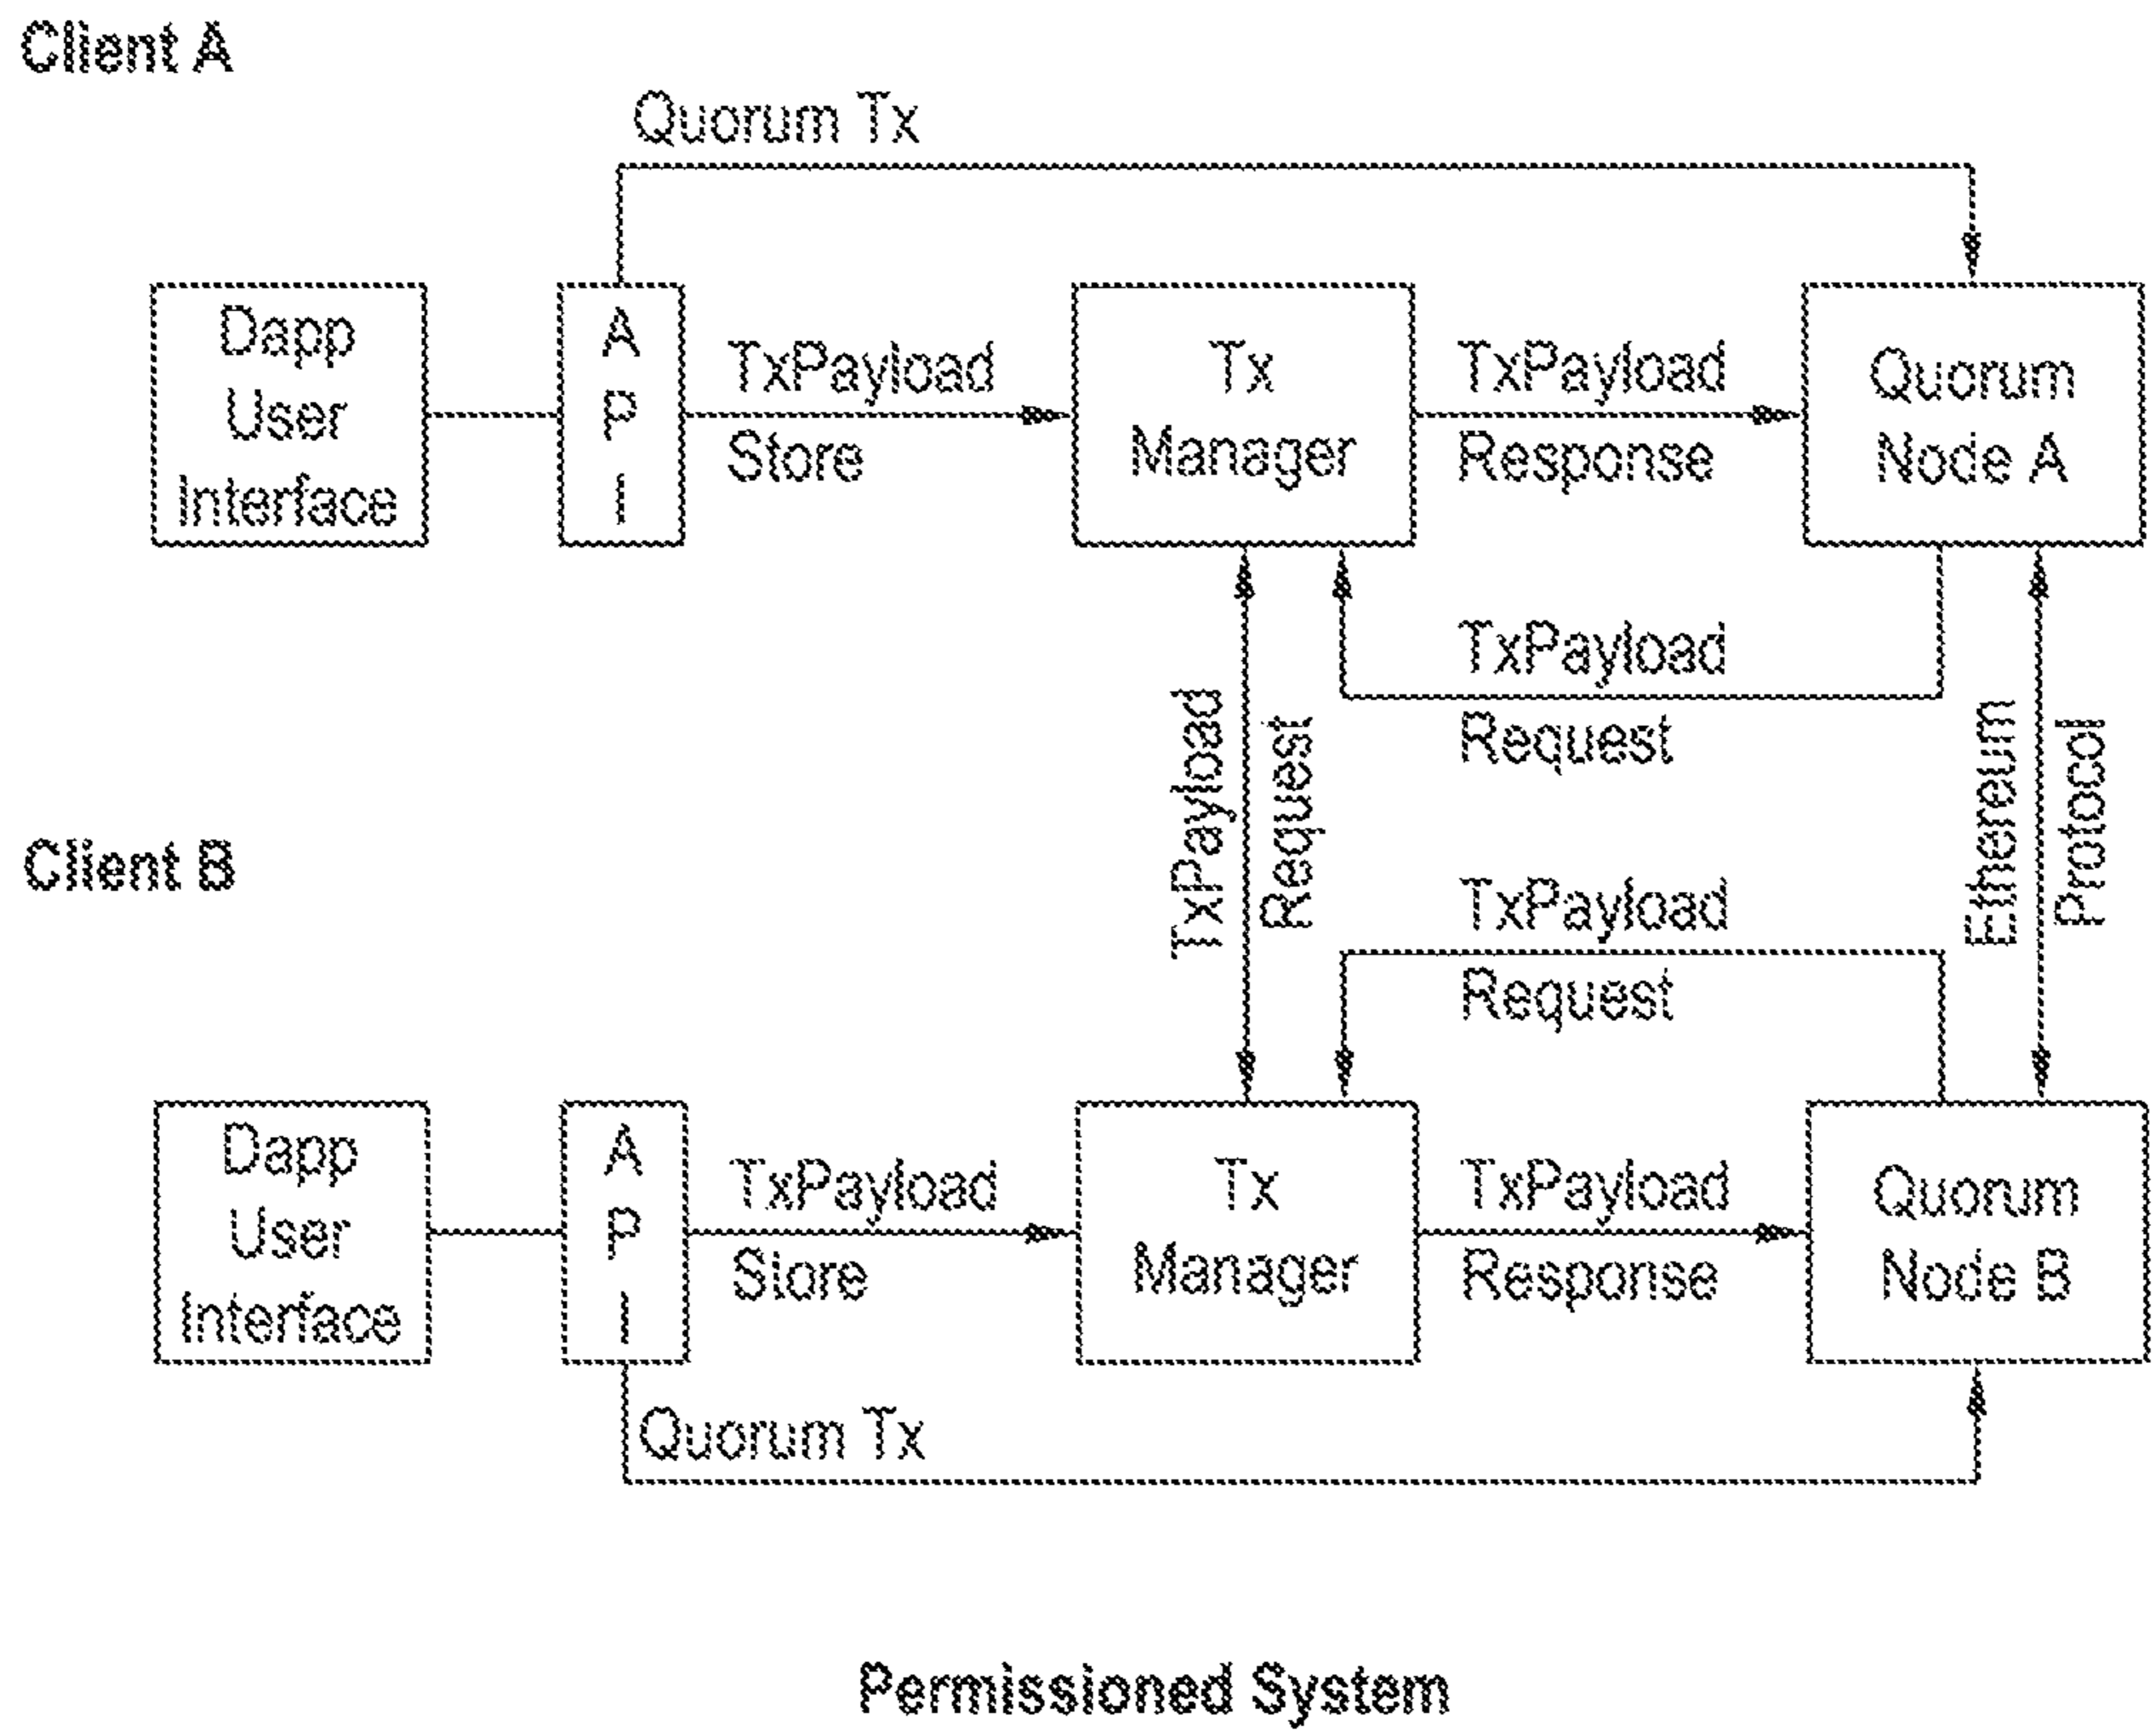 Client A
Quorum Tx
Dapp
User
Interface
A
P
I
TxPayload
Store
Tx
Manager
TxPayload
Response
Quorum
Node A
TxPayload
Request
TxPayload
Request
Ethereum
Protocol
Client B
TxPayload
Request
Dapp
User
Interface
A
P
I
TxPayload
Store
Tx
Manager
TxPayload
Response
Quorum
Node B
Quorum Tx
Permissioned System